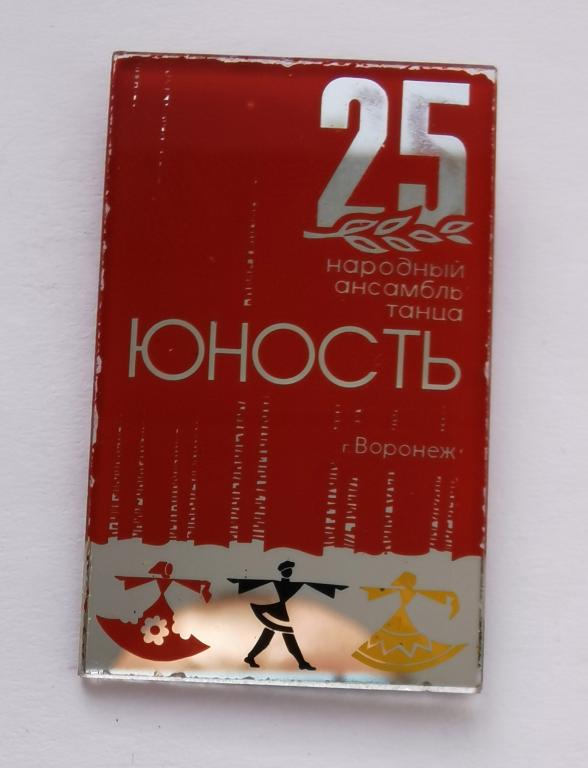 25
народный
ансамбль
танца
ЮНОСТЬ
г. Воронеж